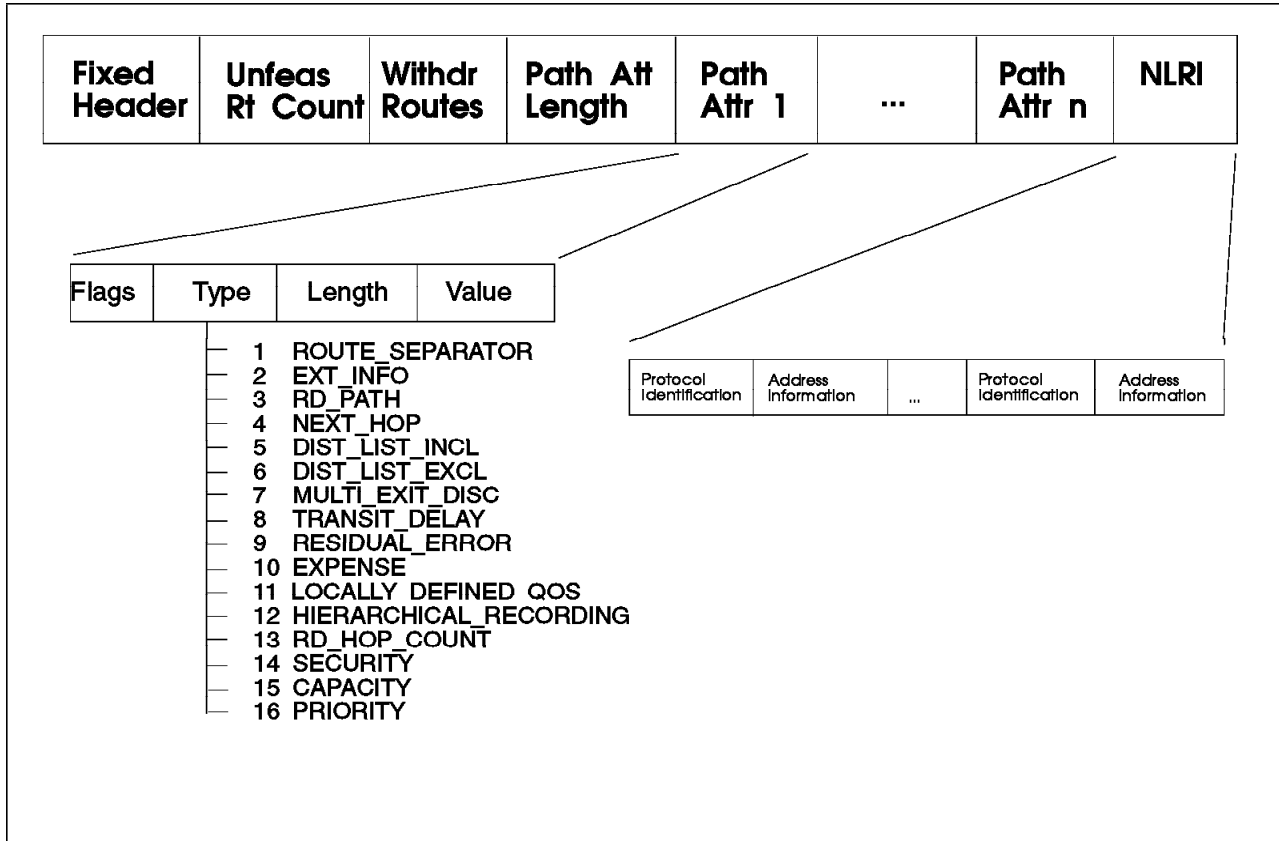 Fixed Header
Unfeas Rt Count
Withdr Routes
Path Att Length
Path Attr 1
...
Path Attr n
NLRI
Flags
Type
Length
Value
1 ROUTE_SEPARATOR
2 EXT_INFO
3 RD_PATH
4 NEXT_HOP
5 DIST_LIST_INCL
6 DIST_LIST_EXCL
7 MULTI_EXIT_DISC
8 TRANSIT_DELAY
9 RESIDUAL_ERROR
10 EXPENSE
11 LOCALLY DEFINED QOS
12 HIERARCHICAL_RECORDING
13 RD_HOP_COUNT
14 SECURITY
15 CAPACITY
16 PRIORITY
Protocol Identification
Address Information
...
Protocol Identification
Address Information